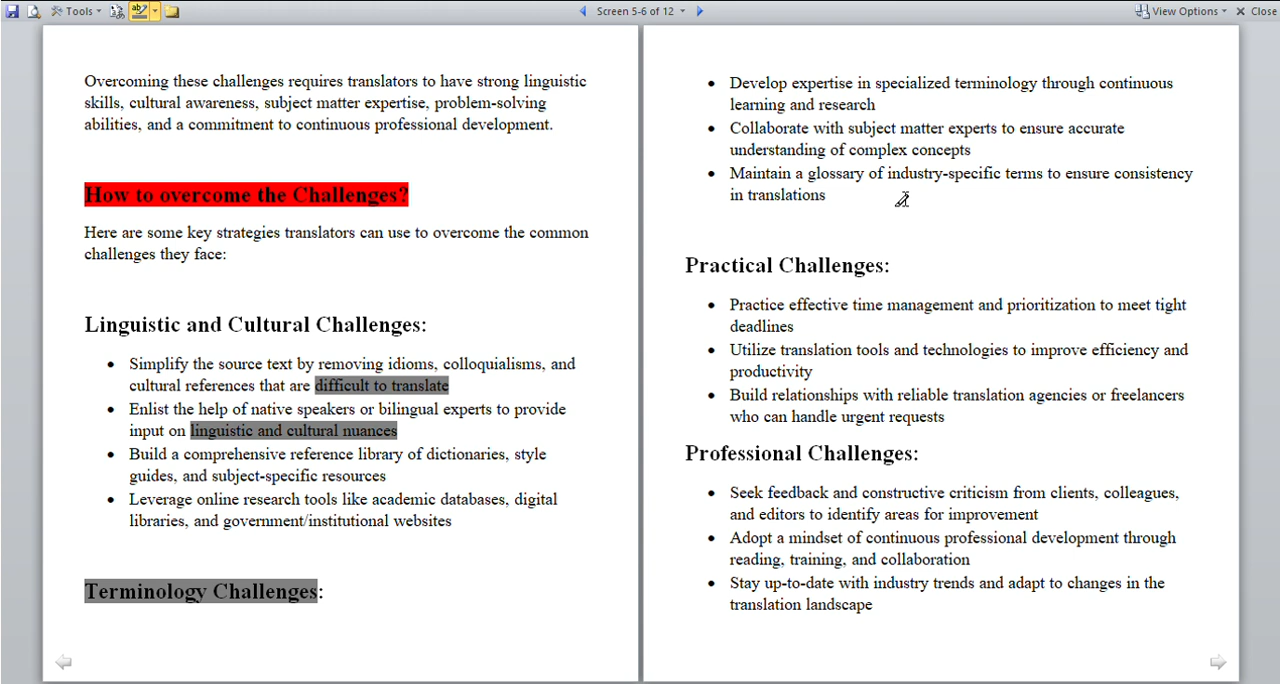 Tools
Screen 5-6 of 12
View Options
Close
Overcoming these challenges requires translators to have strong linguistic
skills, cultural awareness, subject matter expertise, problem-solving
abilities, and a commitment to continuous professional development.
How to overcome the Challenges?
Here are some key strategies translators can use to overcome the common
challenges they face:
Linguistic and Cultural Challenges:
• Simplify the source text by removing idioms, colloquialisms, and
cultural references that are difficult to translate
• Enlist the help of native speakers or bilingual experts to provide
input on linguistic and cultural nuances
• Build a comprehensive reference library of dictionaries, style
guides, and subject-specific resources
• Leverage online research tools like academic databases, digital
libraries, and government/institutional websites
Terminology Challenges:
• Develop expertise in specialized terminology through continuous
learning and research
• Collaborate with subject matter experts to ensure accurate
understanding of complex concepts
• Maintain a glossary of industry-specific terms to ensure consistency
in translations
Practical Challenges:
• Practice effective time management and prioritization to meet tight
deadlines
• Utilize translation tools and technologies to improve efficiency and
productivity
• Build relationships with reliable translation agencies or freelancers
who can handle urgent requests
Professional Challenges:
• Seek feedback and constructive criticism from clients, colleagues,
and editors to identify areas for improvement
• Adopt a mindset of continuous professional development through
reading, training, and collaboration
• Stay up-to-date with industry trends and adapt to changes in the
translation landscape